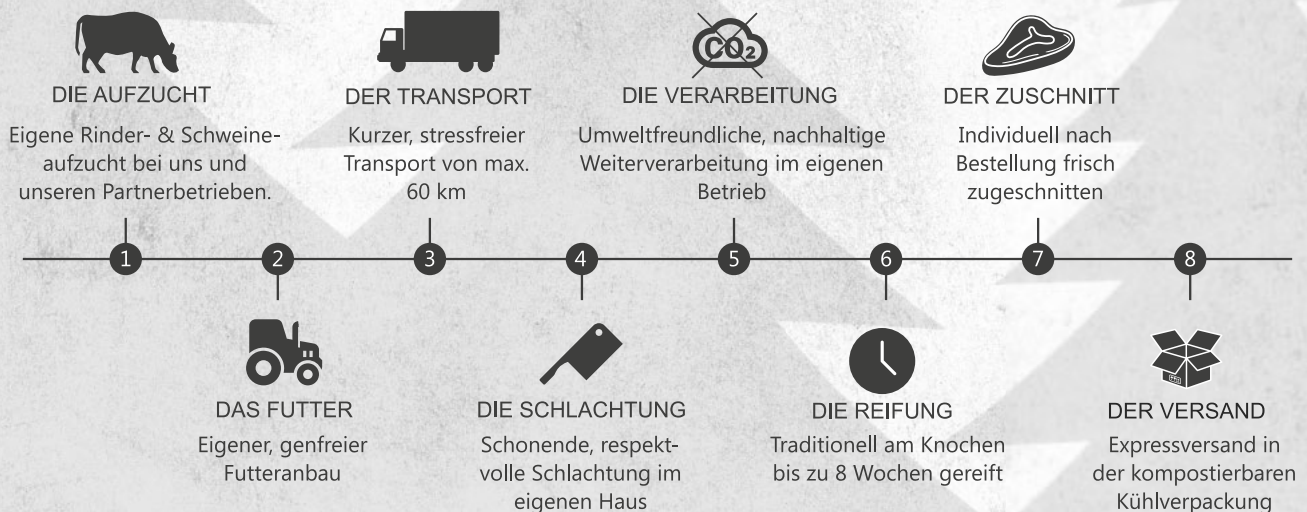 CO₂
DIE AUFZUCHT
Eigene Rinder- & Schweine-
aufzucht bei uns und
unseren Partnerbetrieben.
1
DAS FUTTER
Eigener, genfreier
Futteranbau
2
DER TRANSPORT
Kurzer, stressfreier
Transport von max.
60 km
3
DIE SCHLACHTUNG
Schonende, respekt-
volle Schlachtung im
eigenen Haus
4
DIE VERARBEITUNG
Umweltfreundliche, nachhaltige
Weiterverarbeitung im eigenen
Betrieb
5
DIE REIFUNG
Traditionell am Knochen
bis zu 8 Wochen gereift
6
DER ZUSCHNITT
Individuell nach
Bestellung frisch
zugeschnitten
7
DER VERSAND
Expressversand in
der kompostierbaren
Kühlverpackung
8